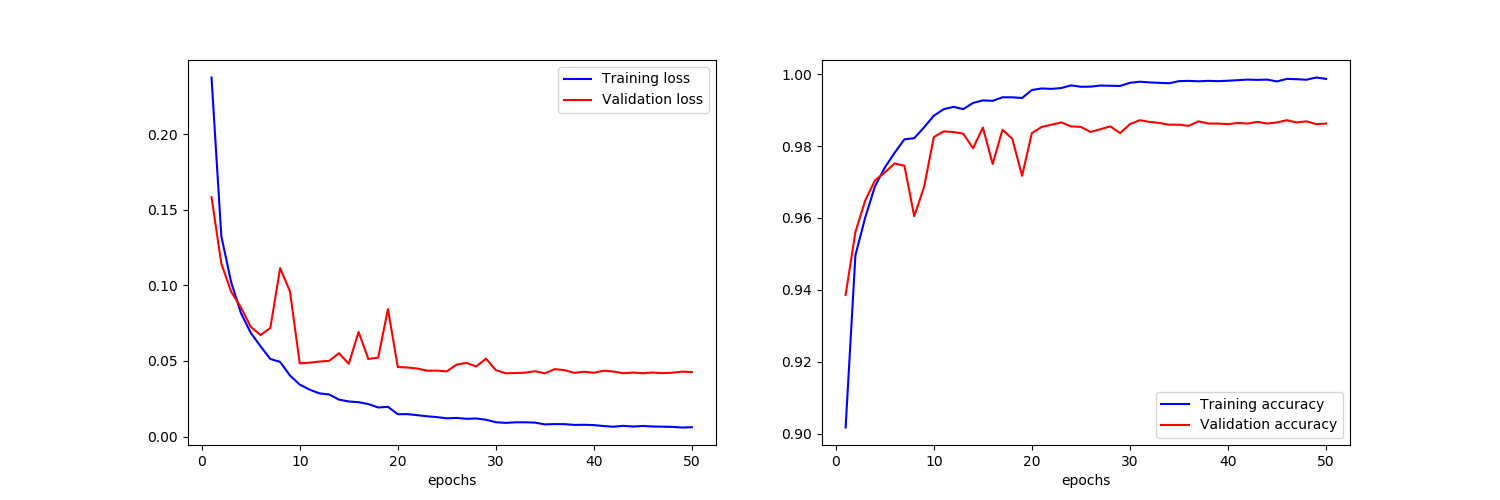 Training loss
Validation loss
0.20
0.15
0.10
0.05
0.00
0 10 20 30 40 50
epochs
1.00
0.98
0.96
0.94
0.92
0.90
Training accuracy
Validation accuracy
0 10 20 30 40 50
epochs